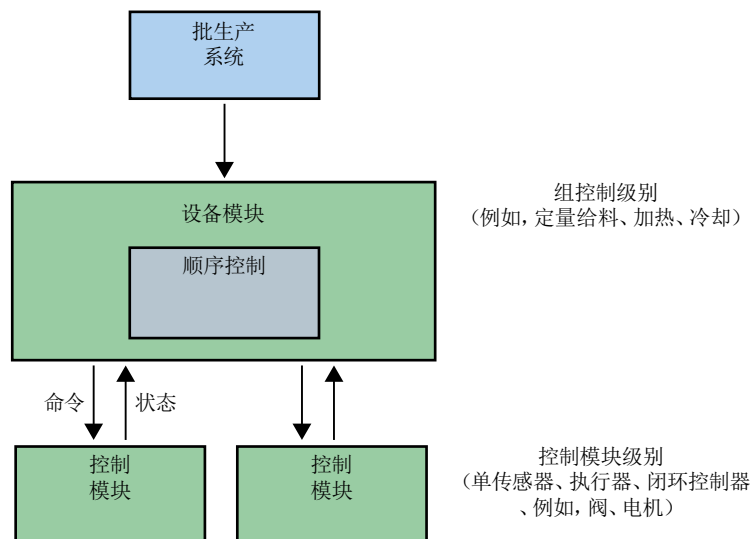 批生产
系统
组控制级别
（例如，定量给料、加热、冷却）
设备模块
顺序控制
命令
状态
控制
模块
控制
模块
控制模块级别
（单传感器、执行器、闭环控制器
、例如，阀、电机）